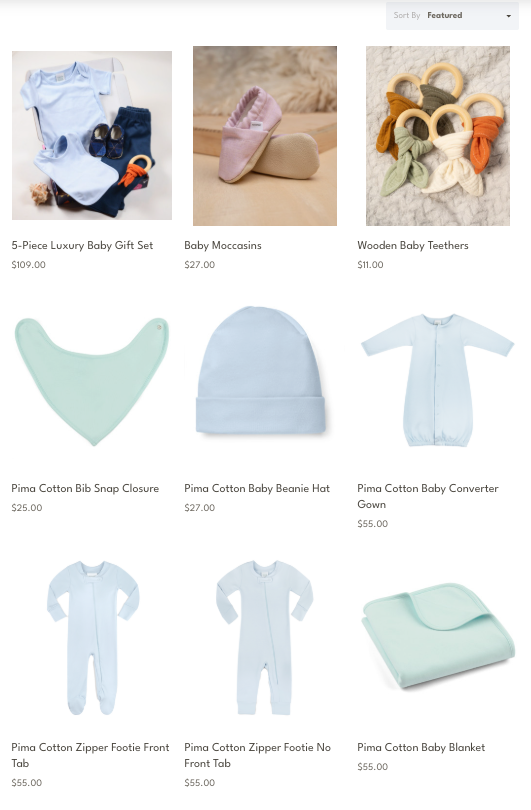 Sort By Featured
5-Piece Luxury Baby Gift Set
$109.00
Baby Moccasins
$27.00
Wooden Baby Teethers
$11.00
Pima Cotton Bib Snap Closure
$25.00
Pima Cotton Baby Beanie Hat
$27.00
Pima Cotton Baby Converter
Gown
$55.00
Pima Cotton Zipper Footie Front
Tab
$55.00
Pima Cotton Zipper Footie No
Front Tab
$55.00
Pima Cotton Baby Blanket
$55.00